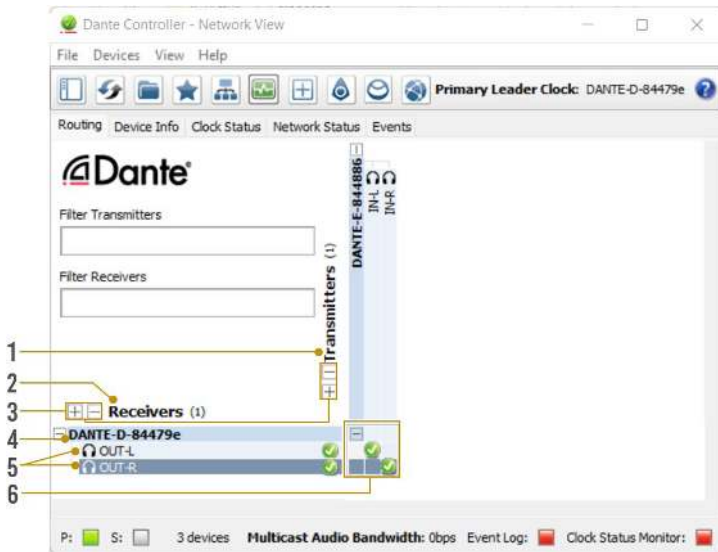 Dante Controller - Network View
File Devices View Help
Primary Leader Clock: DANTE-D-84479e
Routing Device Info Clock Status Network Status Events
Dante
Filter Transmitters
Filter Receivers
Transmitters (1)
DANTE-E-844886
IN-L
IN-R
1
2
3
Receivers (1)
4
DANTE-D-84479e
5
OUT-L
OUT-R
6
P: S: 3 devices Multicast Audio Bandwidth: 0bps Event Log: Clock Status Monitor: